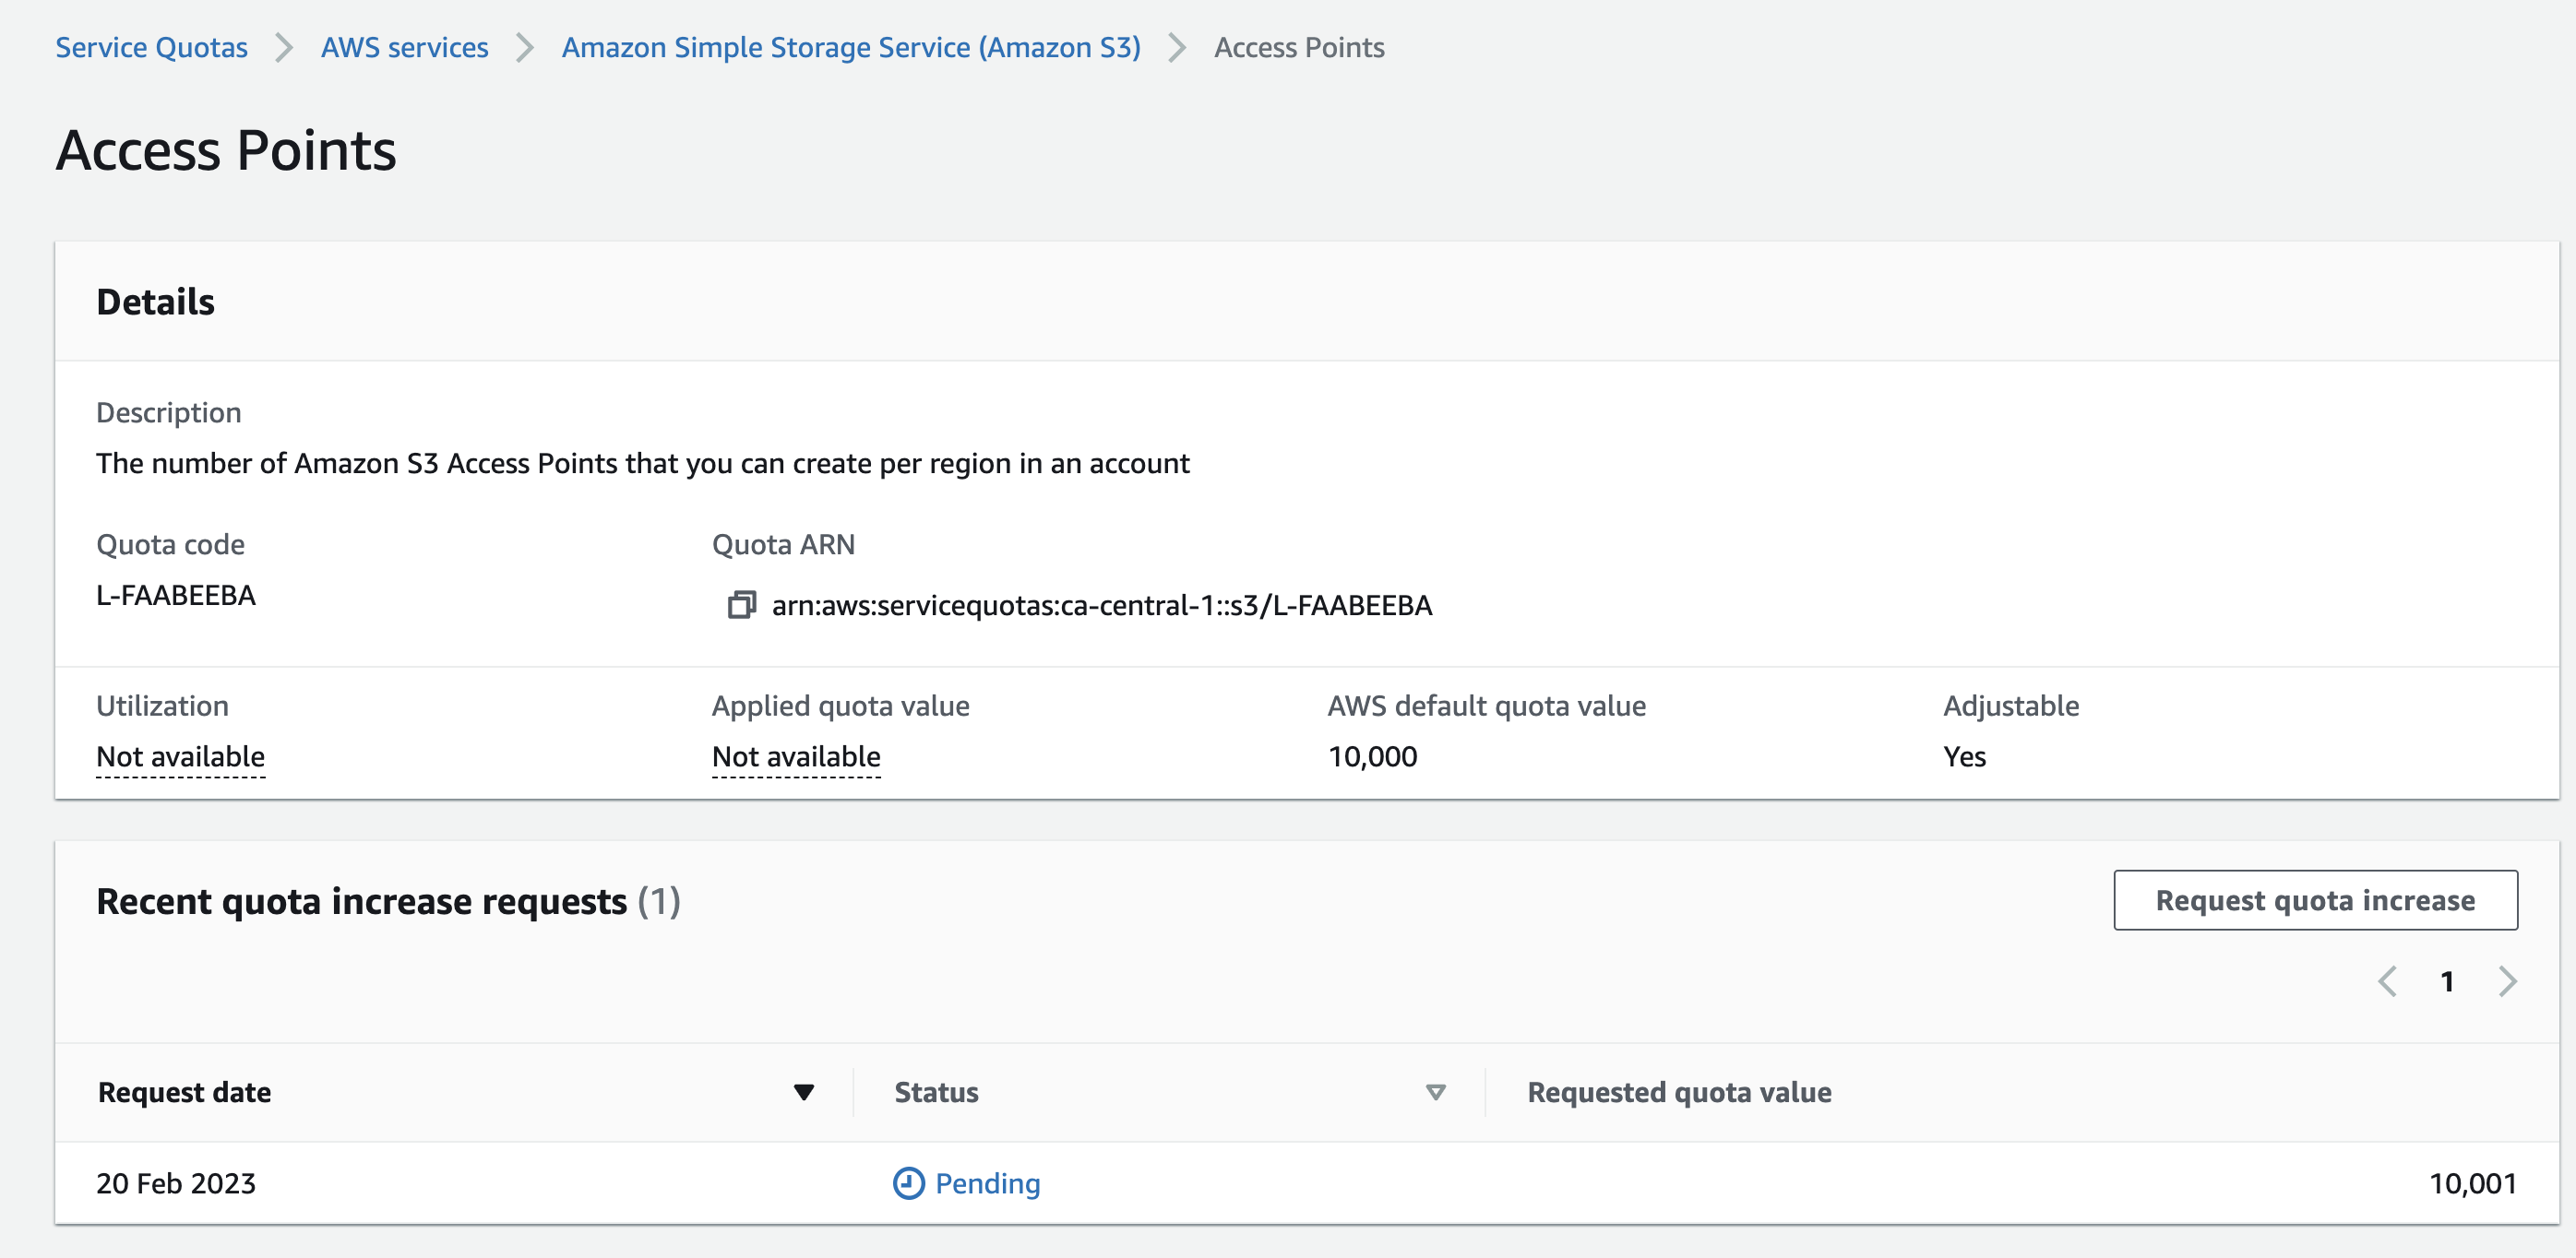 Service Quotas > AWS services > Amazon Simple Storage Service (Amazon S3) > Access Points
Access Points
Details
Description
The number of Amazon S3 Access Points that you can create per region in an account
Quota code Quota ARN
L-FAABEEBA arn:aws:servicequotas:ca-central-1::s3/L-FAABEEBA
Utilization Applied quota value AWS default quota value Adjustable
Not available Not available 10,000 Yes
Recent quota increase requests (1) Request quota increase
1
Request date Status Requested quota value
20 Feb 2023 Pending 10,001